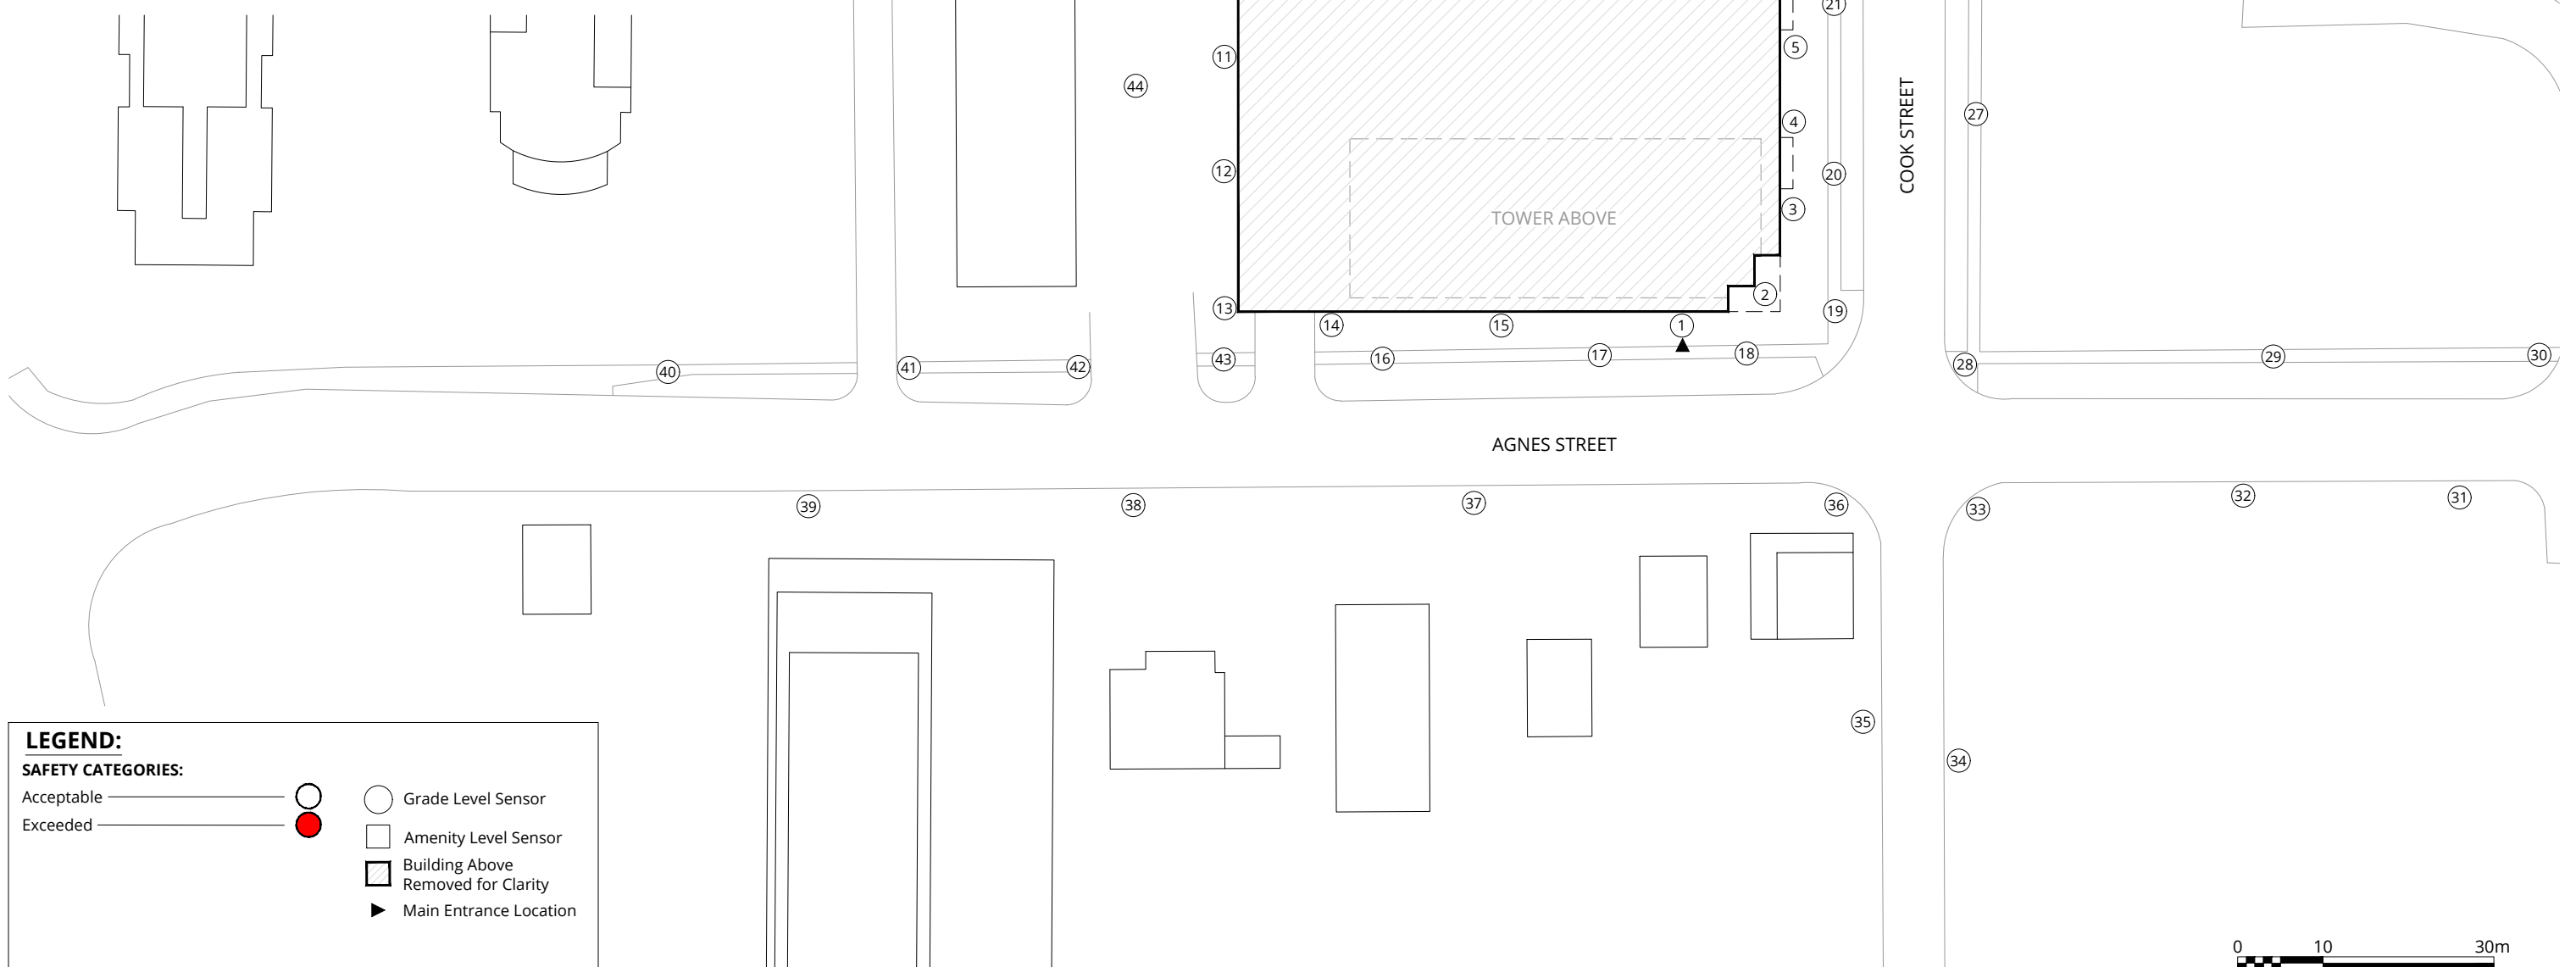 21
5
11
44
27
4
12
20
COOK STREET
3
TOWER ABOVE
2
13
19
14
15
1
43
16
17
18
40
41
42
28
29
30
AGNES STREET
39
38
37
36
33
32
31
35
34
LEGEND:
SAFETY CATEGORIES:
Acceptable
Exceeded
Grade Level Sensor
Amenity Level Sensor
Building Above
Removed for Clarity
Main Entrance Location
0 10 30m